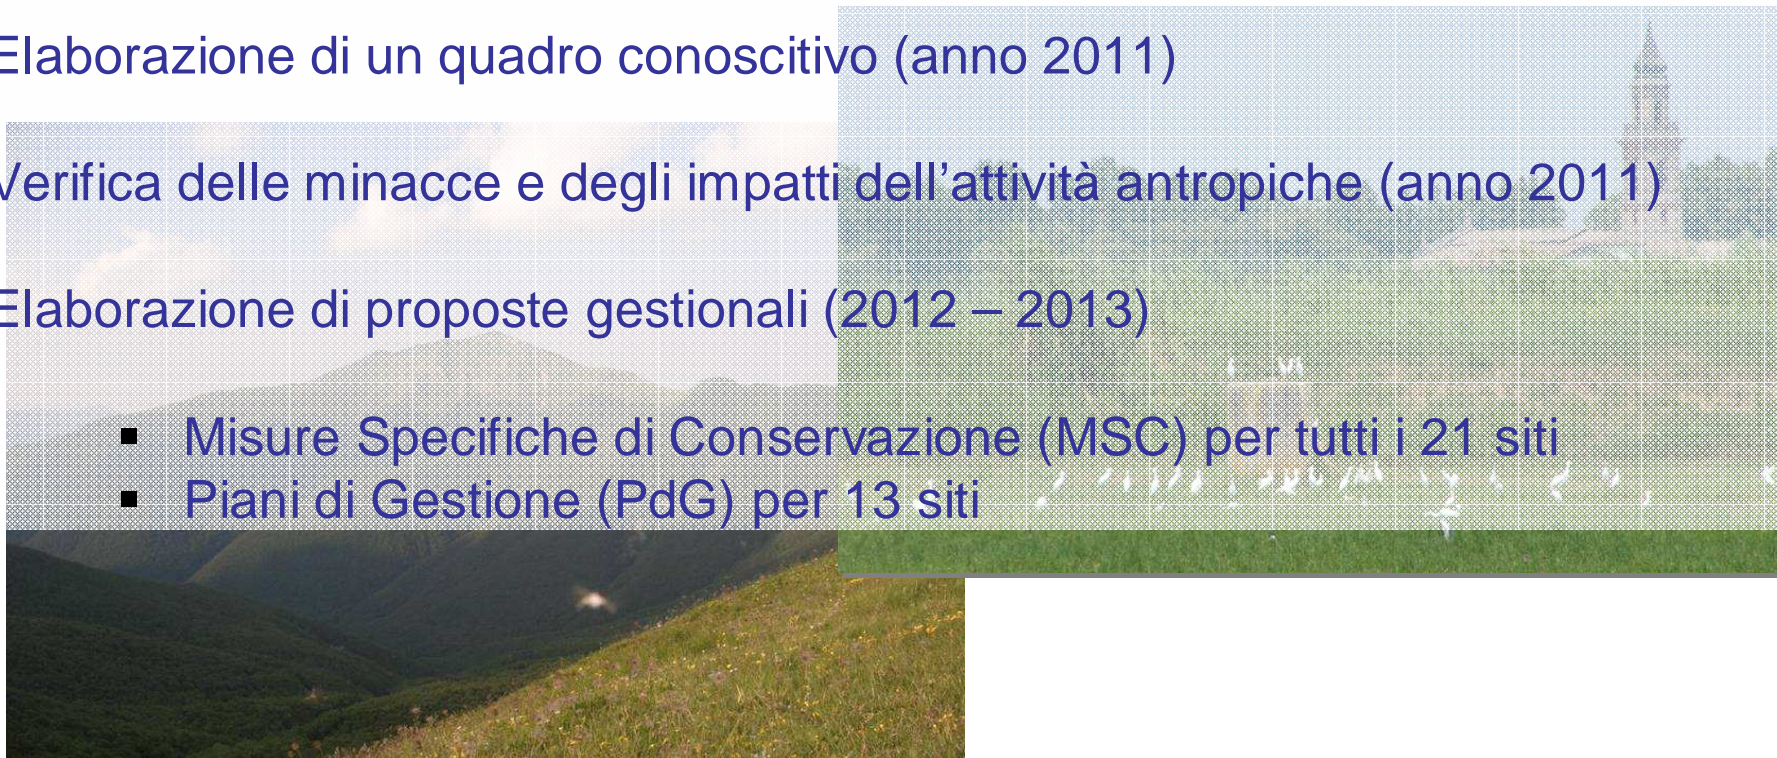 Elaborazione di un quadro conoscitivo (anno 2011)
Verifica delle minacce e degli impatti dell’attività antropiche (anno 2011)
Elaborazione di proposte gestionali (2012 – 2013)
▪ Misure Specifiche di Conservazione (MSC) per tutti i 21 siti
▪ Piani di Gestione (PdG) per 13 siti